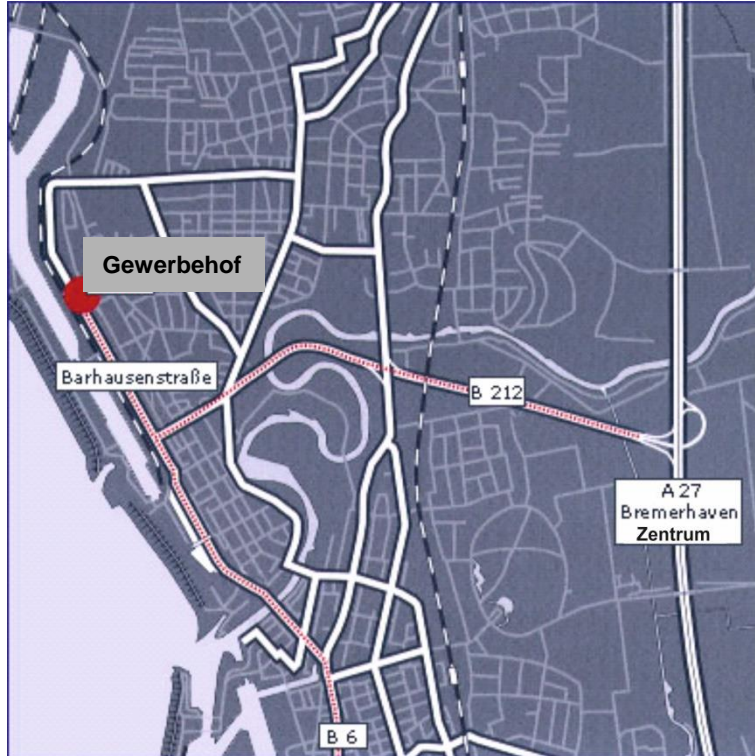 Gewerbehof
Barhausenstraße
B 212
A 27
Bremerhaven
Zentrum
B 6